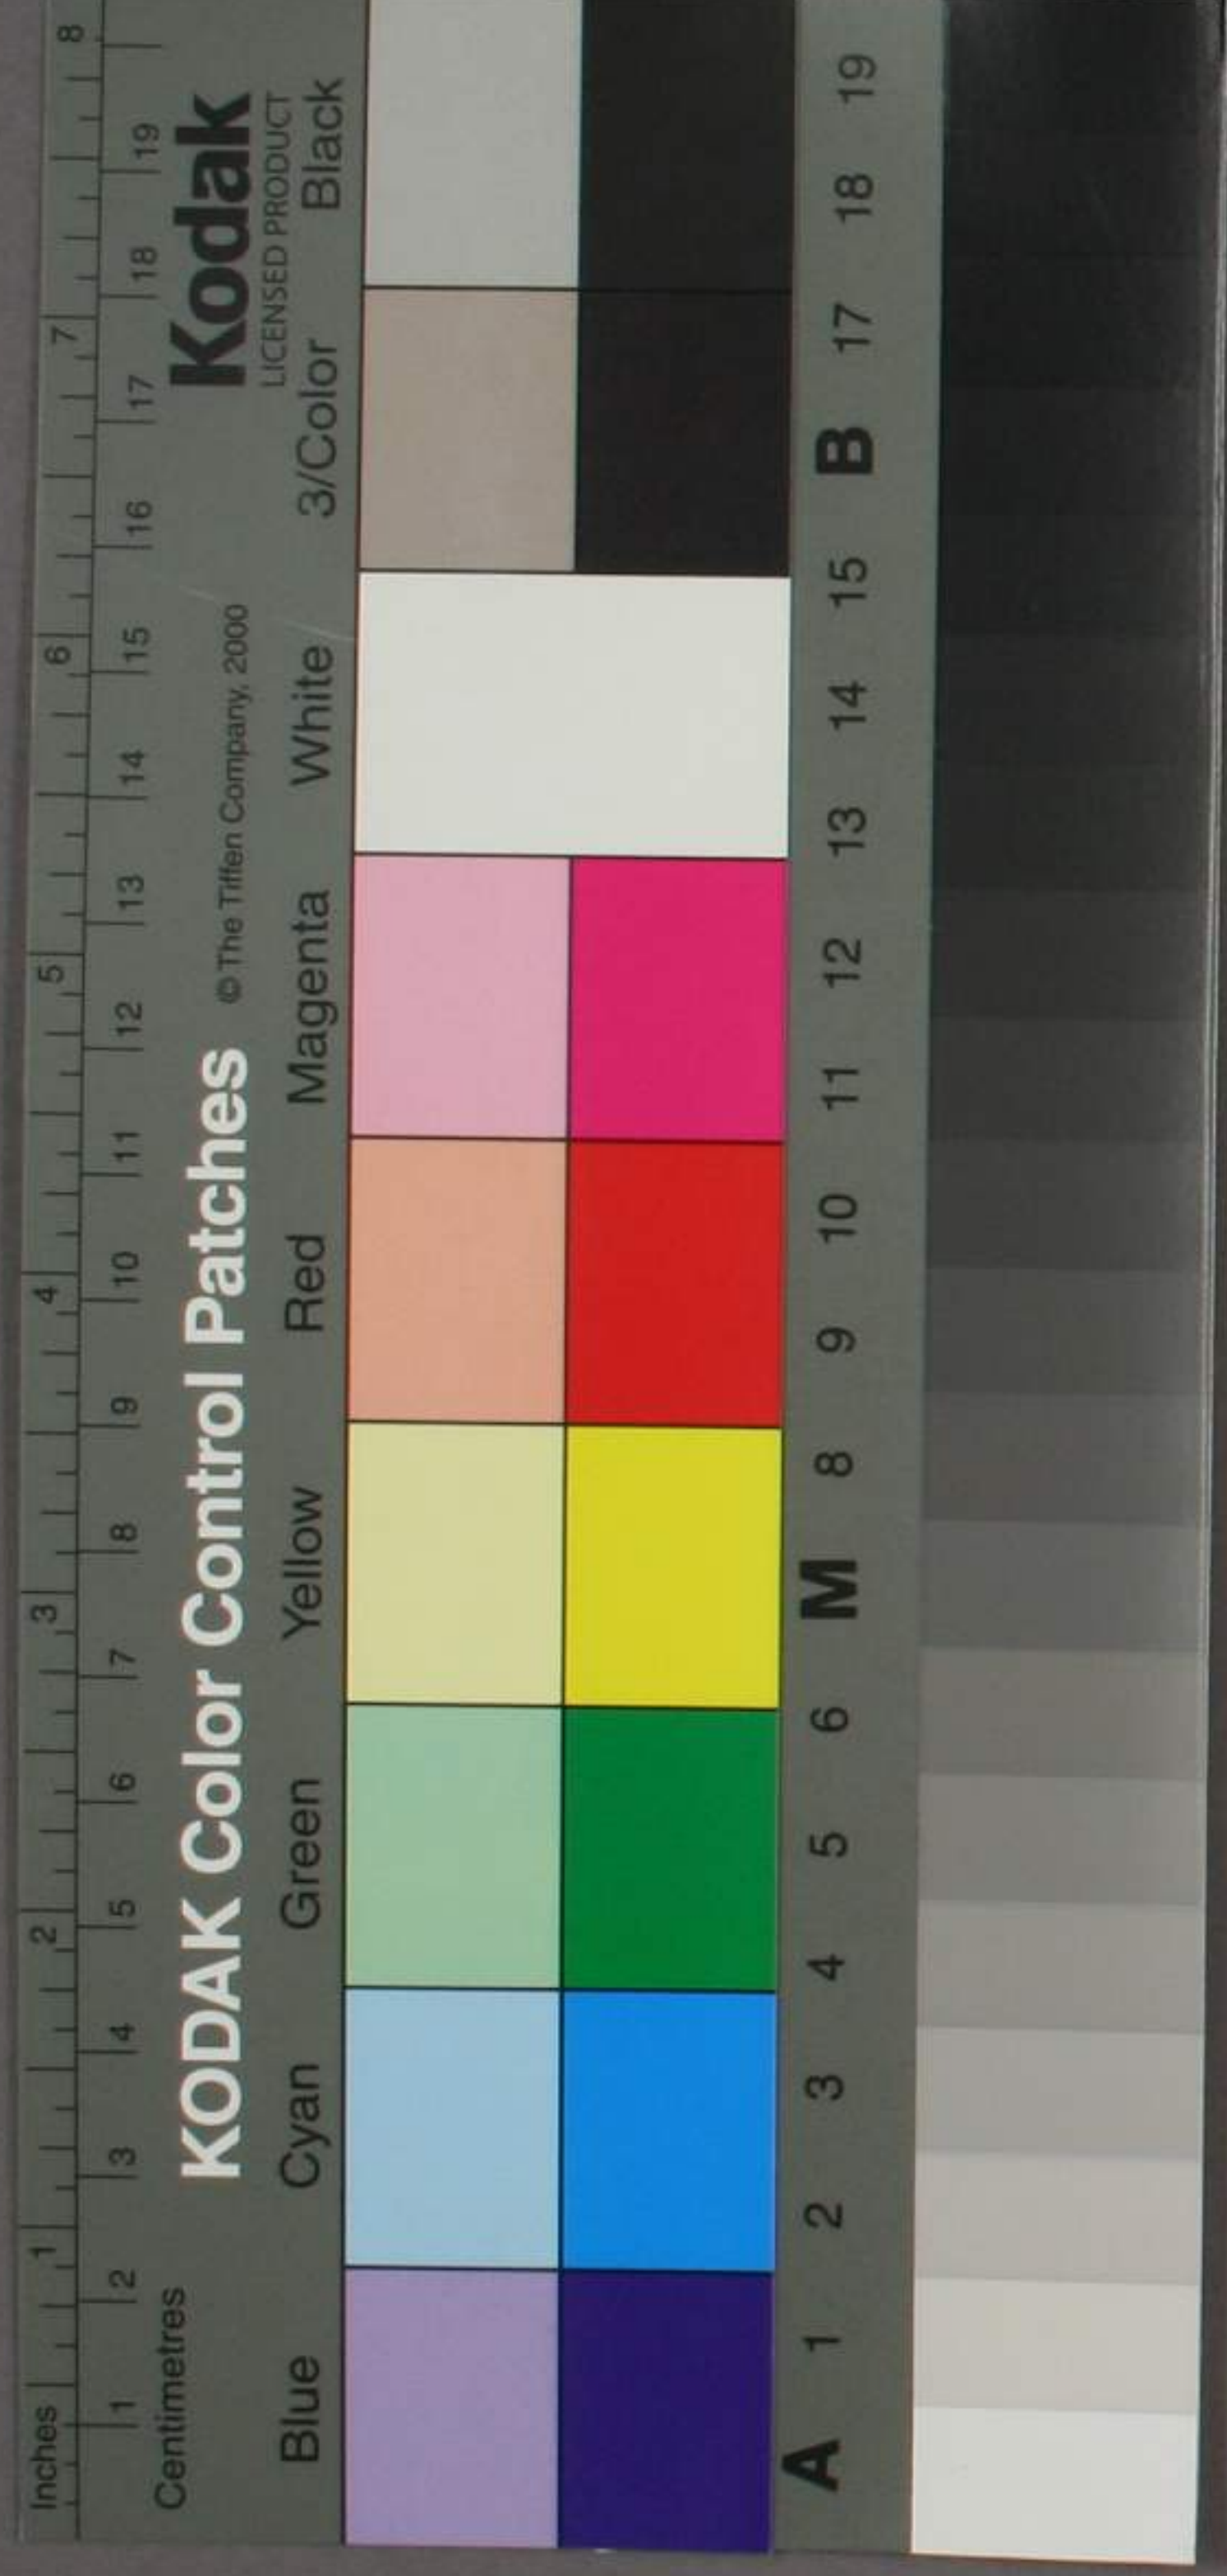 Inches 1 2 3 4 5 6 7 8
Centimetres 1 2 3 4 5 6 7 8 9 10 11 12 13 14 15 16 17 18 19
KODAK Color Control Patches © The Tiffen Company, 2000 Kodak
LICENSED PRODUCT
Blue Cyan Green Yellow Red Magenta White 3/Color Black
A 1 2 3 4 5 6 M 8 9 10 11 12 13 14 15 B 17 18 19